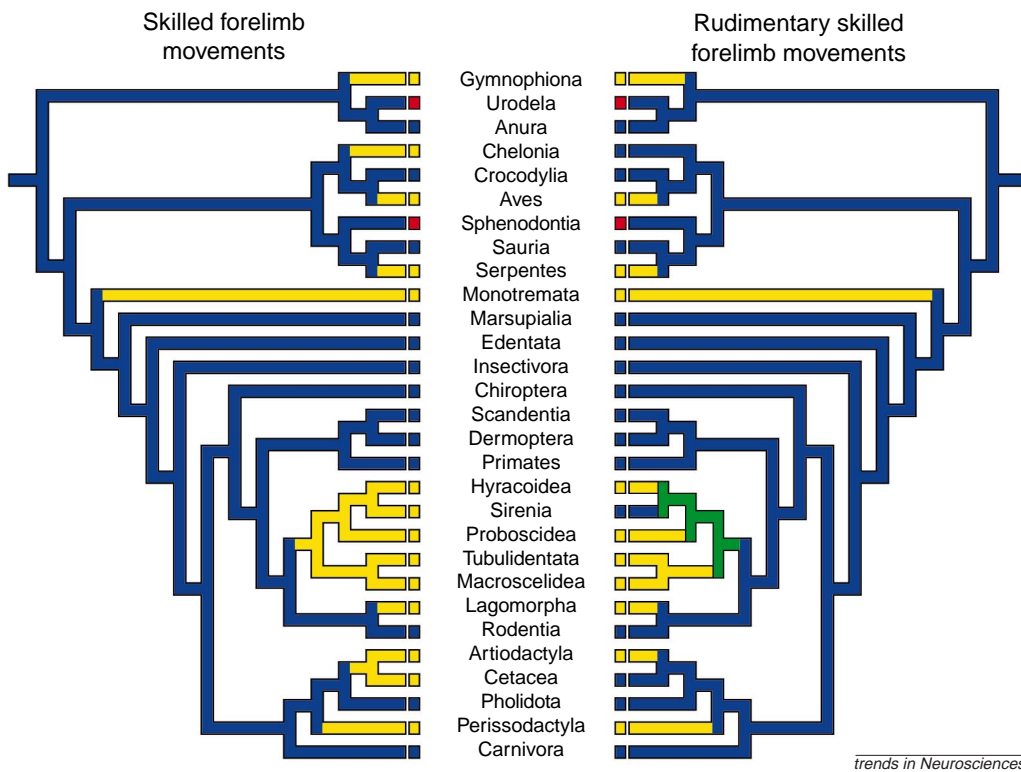 Skilled forelimb
movements
Rudimentary skilled
forelimb movements
Gymnophiona
Urodela
Anura
Chelonia
Crocodylia
Aves
Sphenodontia
Sauria
Serpentes
Monotremata
Marsupialia
Edentata
Insectivora
Chiroptera
Scandentia
Dermoptera
Primates
Hyracoidea
Sirenia
Proboscidea
Tubulidentata
Macroscelidea
Lagomorpha
Rodentia
Artiodactyla
Cetacea
Pholidota
Perissodactyla
Carnivora
trends in Neurosciences